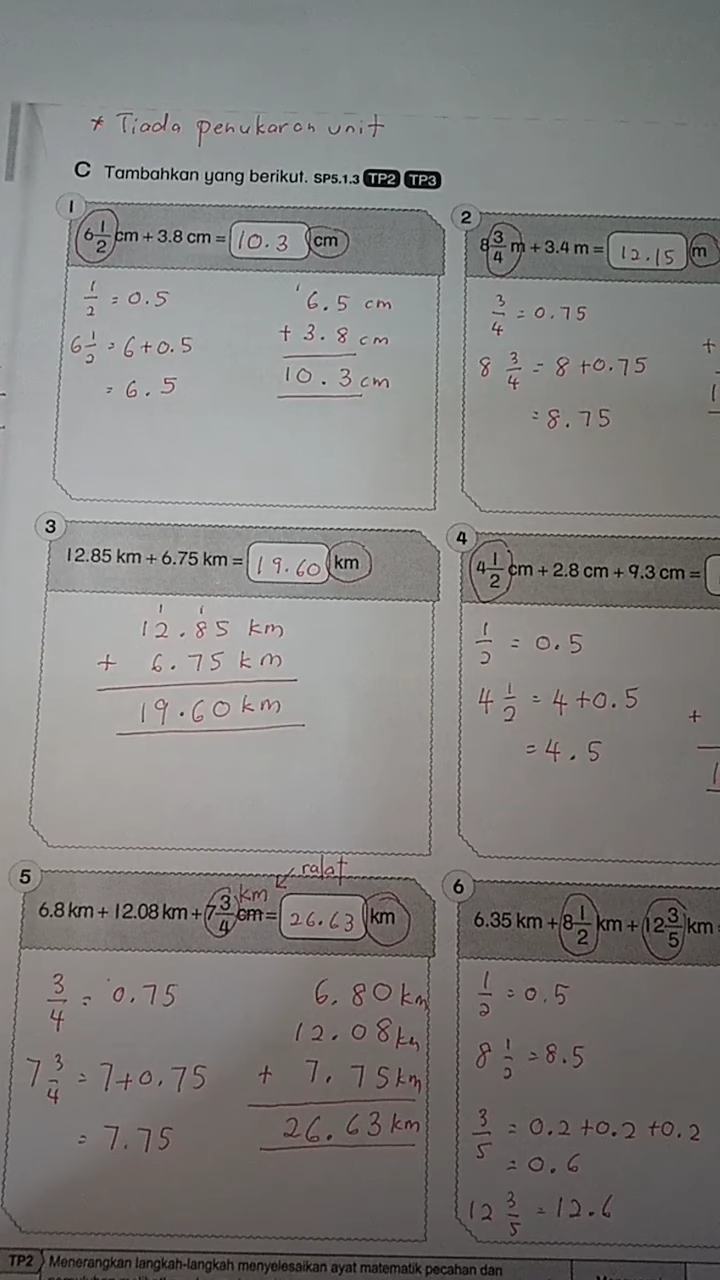 * Tiada penukaran unit
C Tambahkan yang berikut. SP5.1.3 TP2 TP3
1
6 1/2 cm + 3.8 cm = 10.3 cm
1/2 = 0.5
6 1/2 = 6 + 0.5
= 6.5
1
6.5 cm
+ 3.8 cm
10.3 cm
2
8 3/4 m + 3.4 m = 12.15 m
3/4 = 0.75
8 3/4 = 8 + 0.75
= 8.75
+
1
3
12.85 km + 6.75 km = 19.60 km
1 1
12.85 km
+ 6.75 km
19.60 km
4
4 1/2 cm + 2.8 cm + 9.3 cm =
1/2 = 0.5
4 1/2 = 4 + 0.5
= 4.5
+
1
5
ralat
km
6.8 km + 12.08 km + 7 3/4 cm = 26.63 km
3/4 = 0.75
7 3/4 = 7 + 0.75
= 7.75
6.80 km
12.08 km
+ 7.75 km
26.63 km
6
6.35 km + 8 1/2 km + 12 3/5 km =
1/2 = 0.5
8 1/2 = 8.5
3/5 = 0.2 + 0.2 + 0.2
= 0.6
12 3/5 = 12.6
TP2 Menerangkan langkah-langkah menyelesaikan ayat matematik pecahan dan